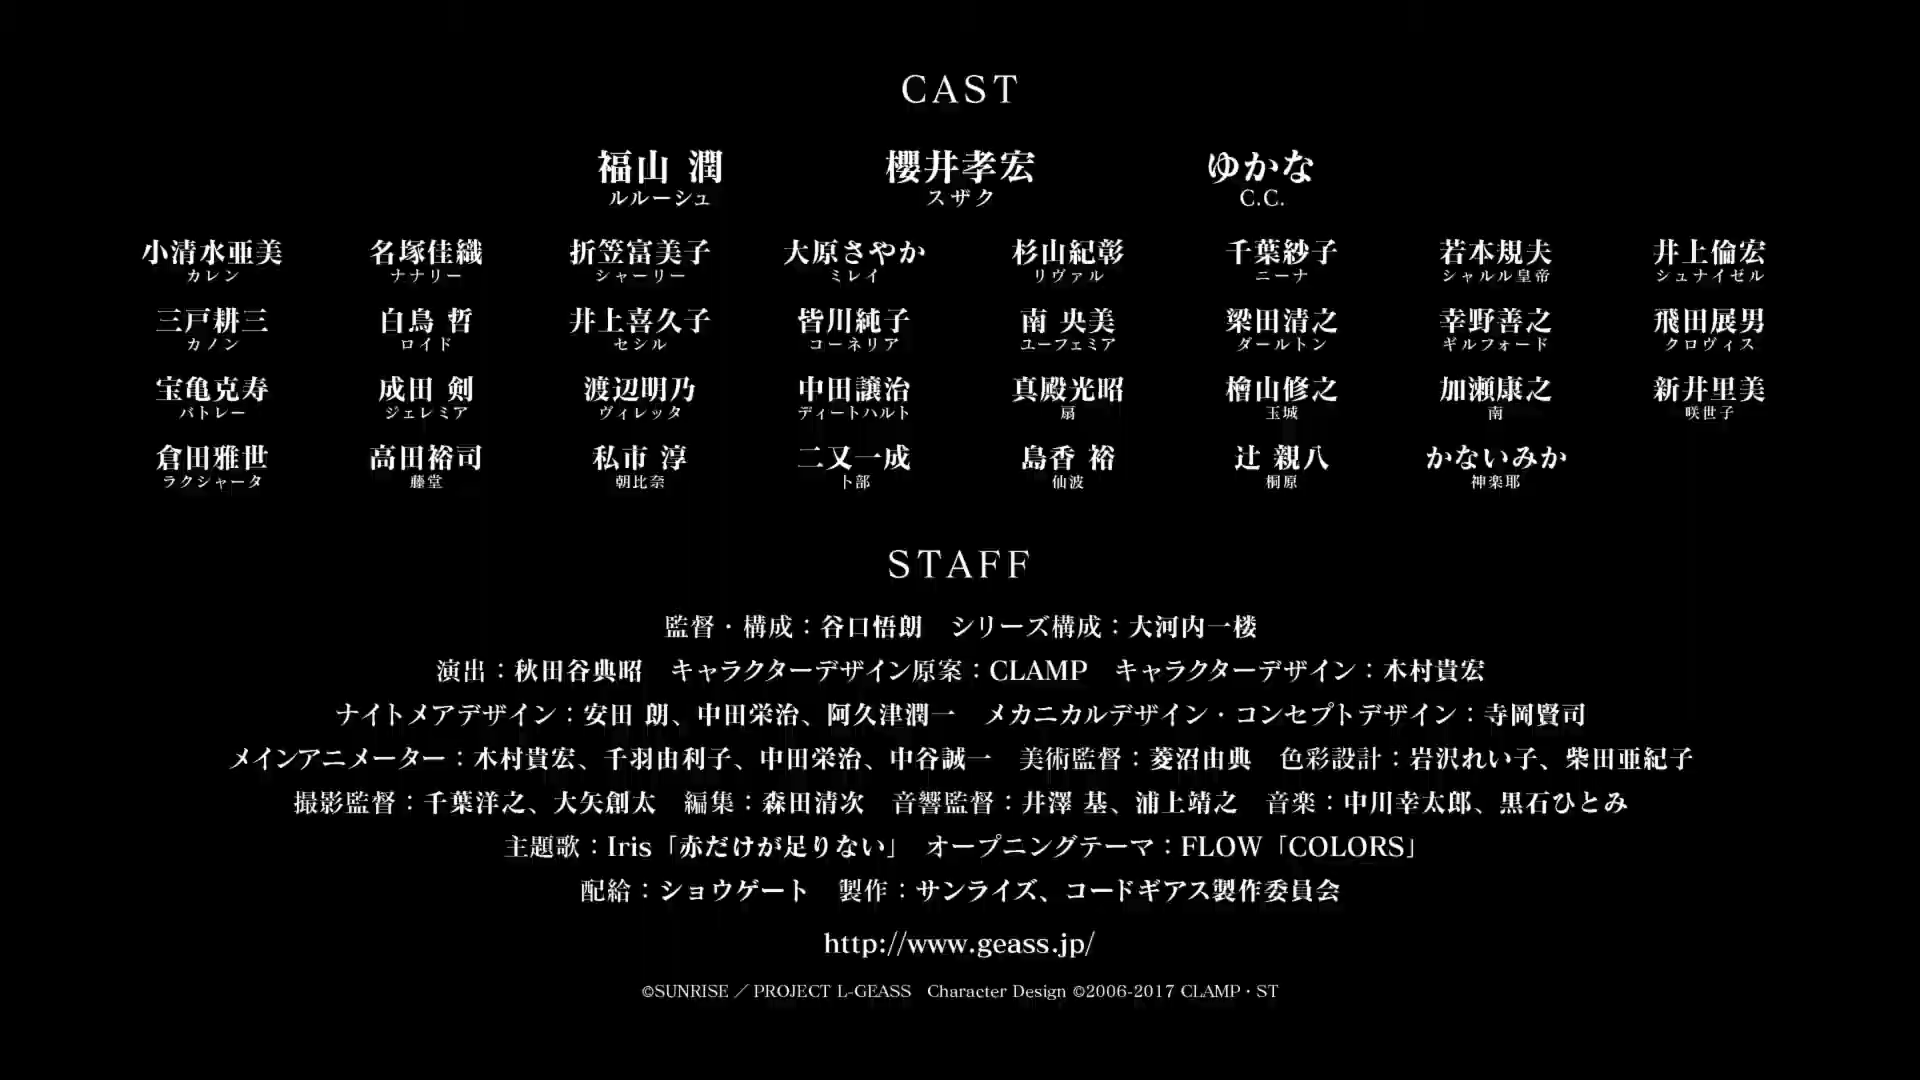 CAST
福山 潤 櫻井孝宏 ゆかな
ルルーシュ スザク C.C.
小清水亜美 名塚佳織 折笠富美子 大原さやか 杉山紀彰 千葉紗子 若本規夫 井上倫宏
カレン ナナリー シャーリー ミレイ リヴァル ニーナ シャルル皇帝 シュナイゼル
三戸耕三 白鳥 哲 井上喜久子 皆川純子 南 央美 梁田清之 幸野善之 飛田展男
カノン ロイド セシル コーネリア ユーフェミア ダールトン ギルフォード クロヴィス
宝亀克寿 成田 剣 渡辺明乃 中田譲治 真殿光昭 檜山修之 加瀬康之 新井里美
バトレー ジェレミア ヴィレッタ ディートハルト 扇 玉城 南 咲世子
倉田雅世 高田裕司 私市 淳 二又一成 島香 裕 辻 親八 かないみか
ラクシャータ 藤堂 朝比奈 卜部 仙波 桐原 神楽耶
STAFF
監督・構成：谷口悟朗 シリーズ構成：大河内一楼
演出：秋田谷典昭 キャラクターデザイン原案：CLAMP キャラクターデザイン：木村貴宏
ナイトメアデザイン：安田 朗、中田栄治、阿久津潤一 メカニカルデザイン・コンセプトデザイン：寺岡賢司
メインアニメーター：木村貴宏、千羽由利子、中田栄治、中谷誠一 美術監督：菱沼由典 色彩設計：岩沢れい子、柴田亜紀子
撮影監督：千葉洋之、大矢創太 編集：森田清次 音響監督：井澤 基、浦上靖之 音楽：中川幸太郎、黒石ひとみ
主題歌：Iris「赤だけが足りない」 オープニングテーマ：FLOW「COLORS」
配給：ショウゲート 製作：サンライズ、コードギアス製作委員会
http://www.geass.jp/
©SUNRISE／PROJECT L-GEASS Character Design ©2006-2017 CLAMP・ST